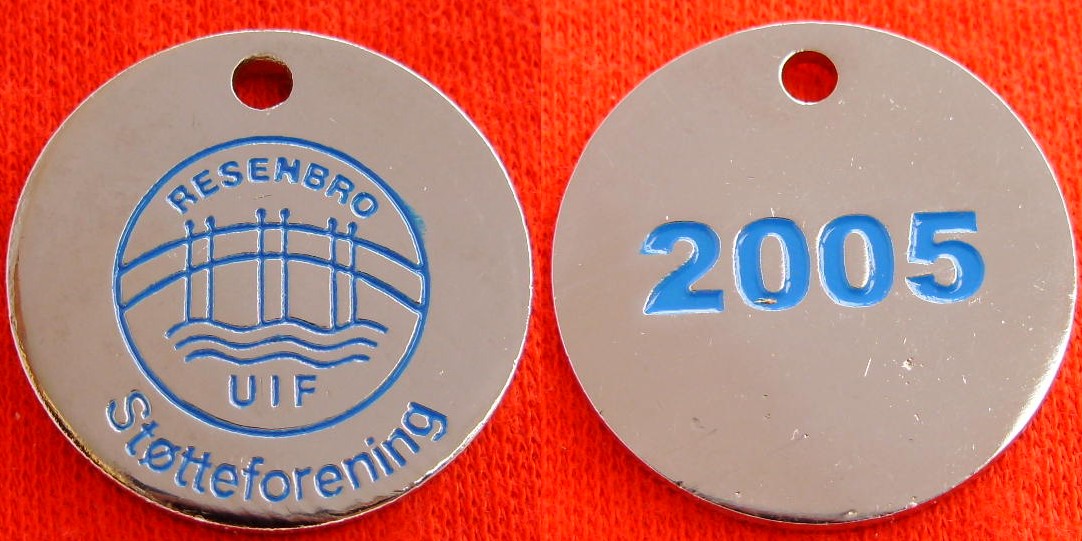 RESENBRO
UIF
Støtteforening
2005